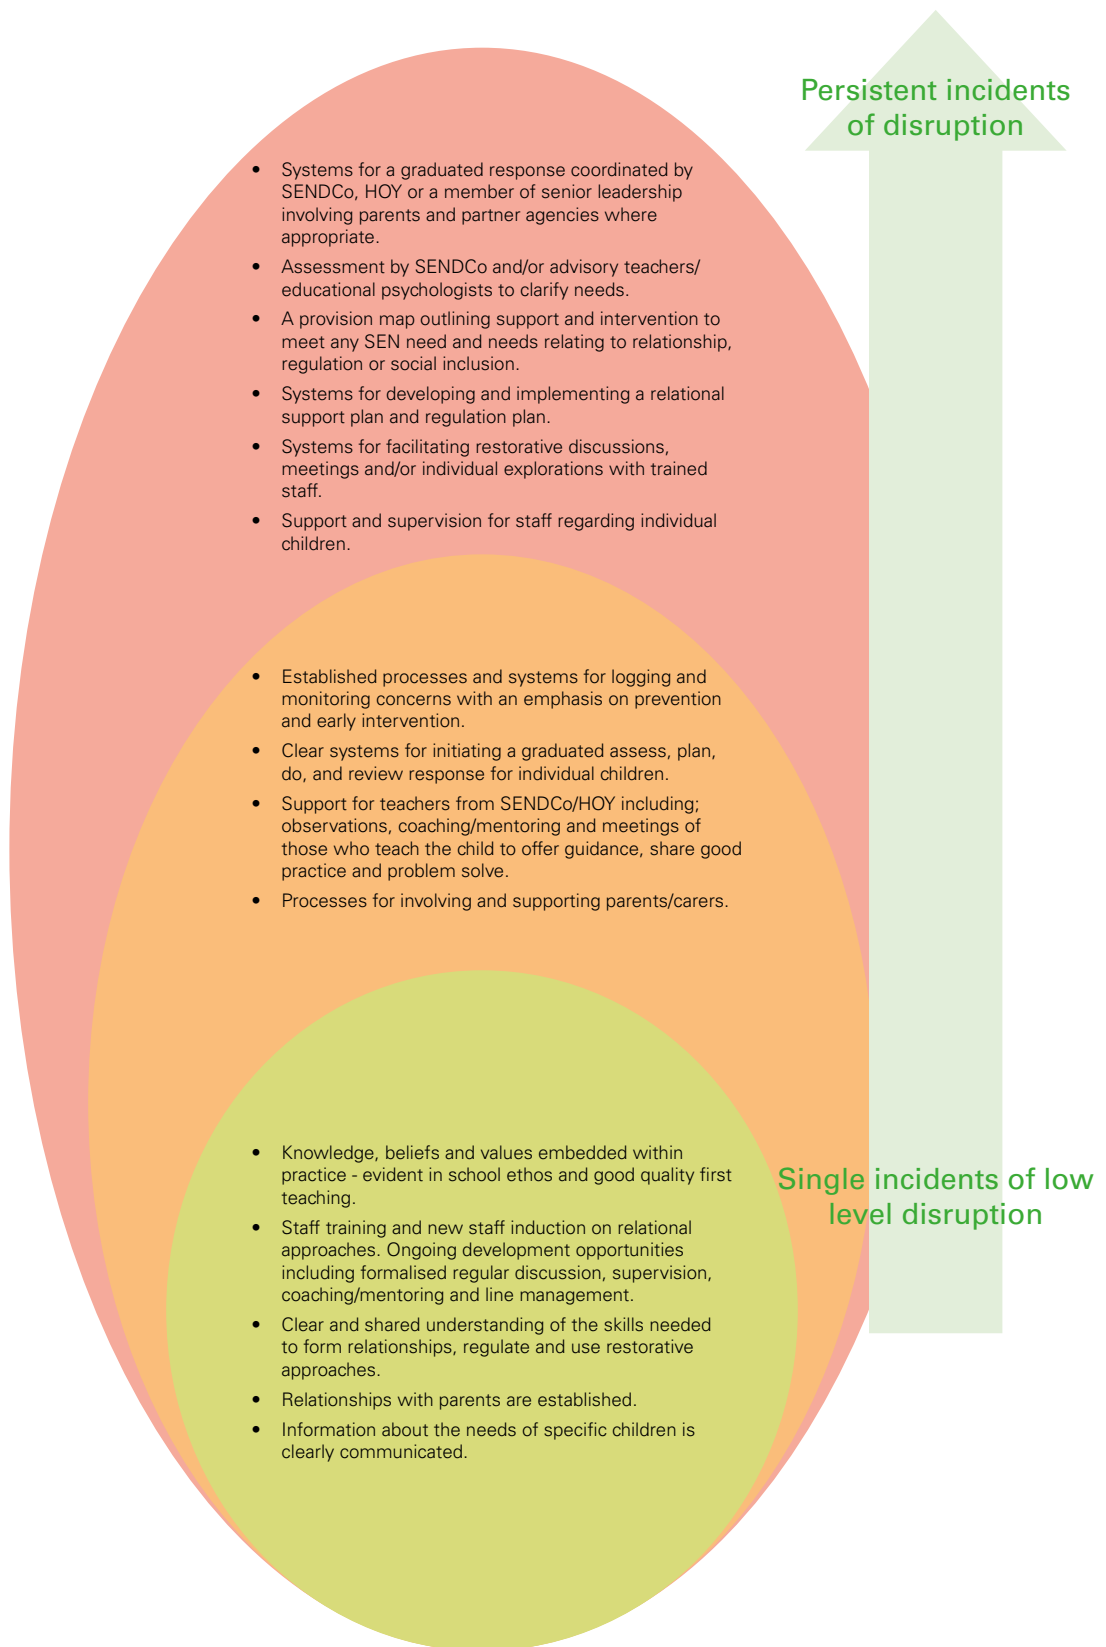 Persistent incidents
of disruption
• Systems for a graduated response coordinated by
SENDCo, HOY or a member of senior leadership
involving parents and partner agencies where
appropriate.
• Assessment by SENDCo and/or advisory teachers/
educational psychologists to clarify needs.
• A provision map outlining support and intervention to
meet any SEN need and needs relating to relationship,
regulation or social inclusion.
• Systems for developing and implementing a relational
support plan and regulation plan.
• Systems for facilitating restorative discussions,
meetings and/or individual explorations with trained
staff.
• Support and supervision for staff regarding individual
children.
• Established processes and systems for logging and
monitoring concerns with an emphasis on prevention
and early intervention.
• Clear systems for initiating a graduated assess, plan,
do, and review response for individual children.
• Support for teachers from SENDCo/HOY including;
observations, coaching/mentoring and meetings of
those who teach the child to offer guidance, share good
practice and problem solve.
• Processes for involving and supporting parents/carers.
• Knowledge, beliefs and values embedded within
practice - evident in school ethos and good quality first
teaching.
• Staff training and new staff induction on relational
approaches. Ongoing development opportunities
including formalised regular discussion, supervision,
coaching/mentoring and line management.
• Clear and shared understanding of the skills needed
to form relationships, regulate and use restorative
approaches.
• Relationships with parents are established.
• Information about the needs of specific children is
clearly communicated.
Single incidents of low
level disruption